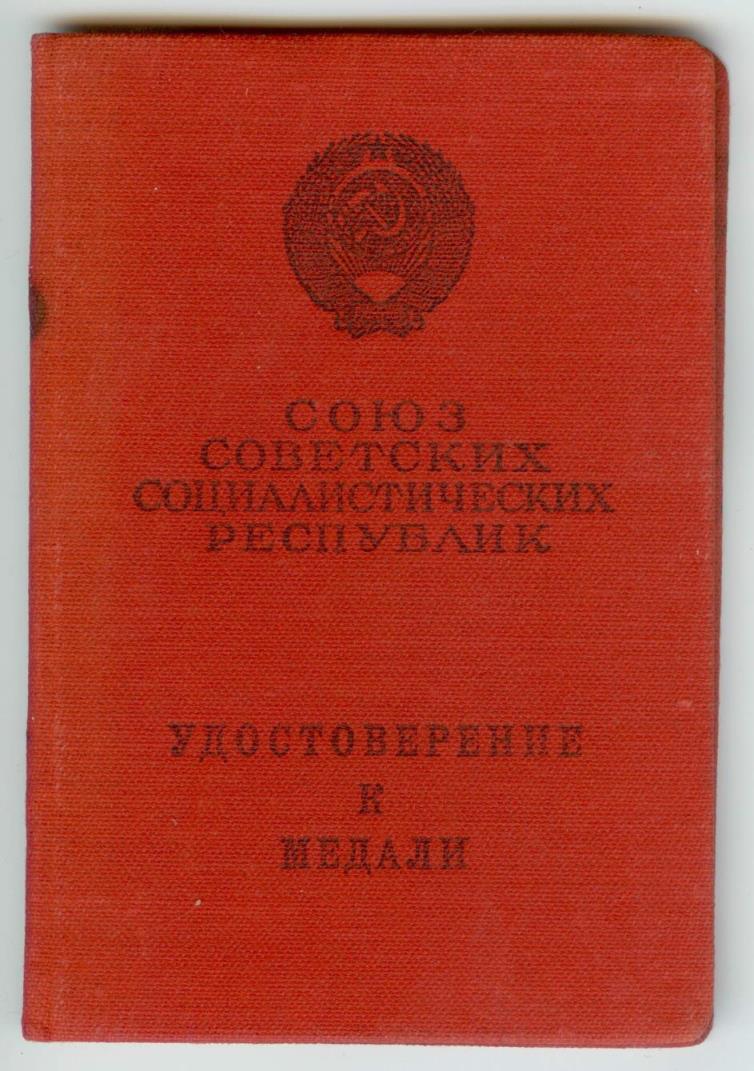 СОЮЗ
СОВЕТСКИХ
СОЦИАЛИСТИЧЕСКИХ
РЕСПУБЛИК
УДОСТОВЕРЕНИЕ
К
МЕДАЛИ